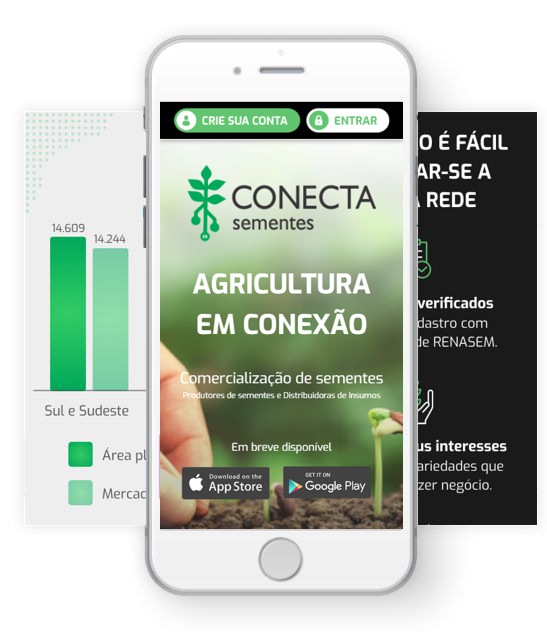 CRIE SUA CONTA
ENTRAR
CONECTA
sementes
AGRICULTURA
EM CONEXÃO
Comercialização de sementes
Produtores de sementes e Distribuidoras de Insumos
Em breve disponível
Download on the
App Store
GET IT ON
Google Play
14.609
14.244
Sul e Sudeste
Área pl
Mercad
O É FÁCIL
AR-SE A
A REDE
verificados
dastro com
de RENASEM.
us interesses
ariedades que
zer negócio.